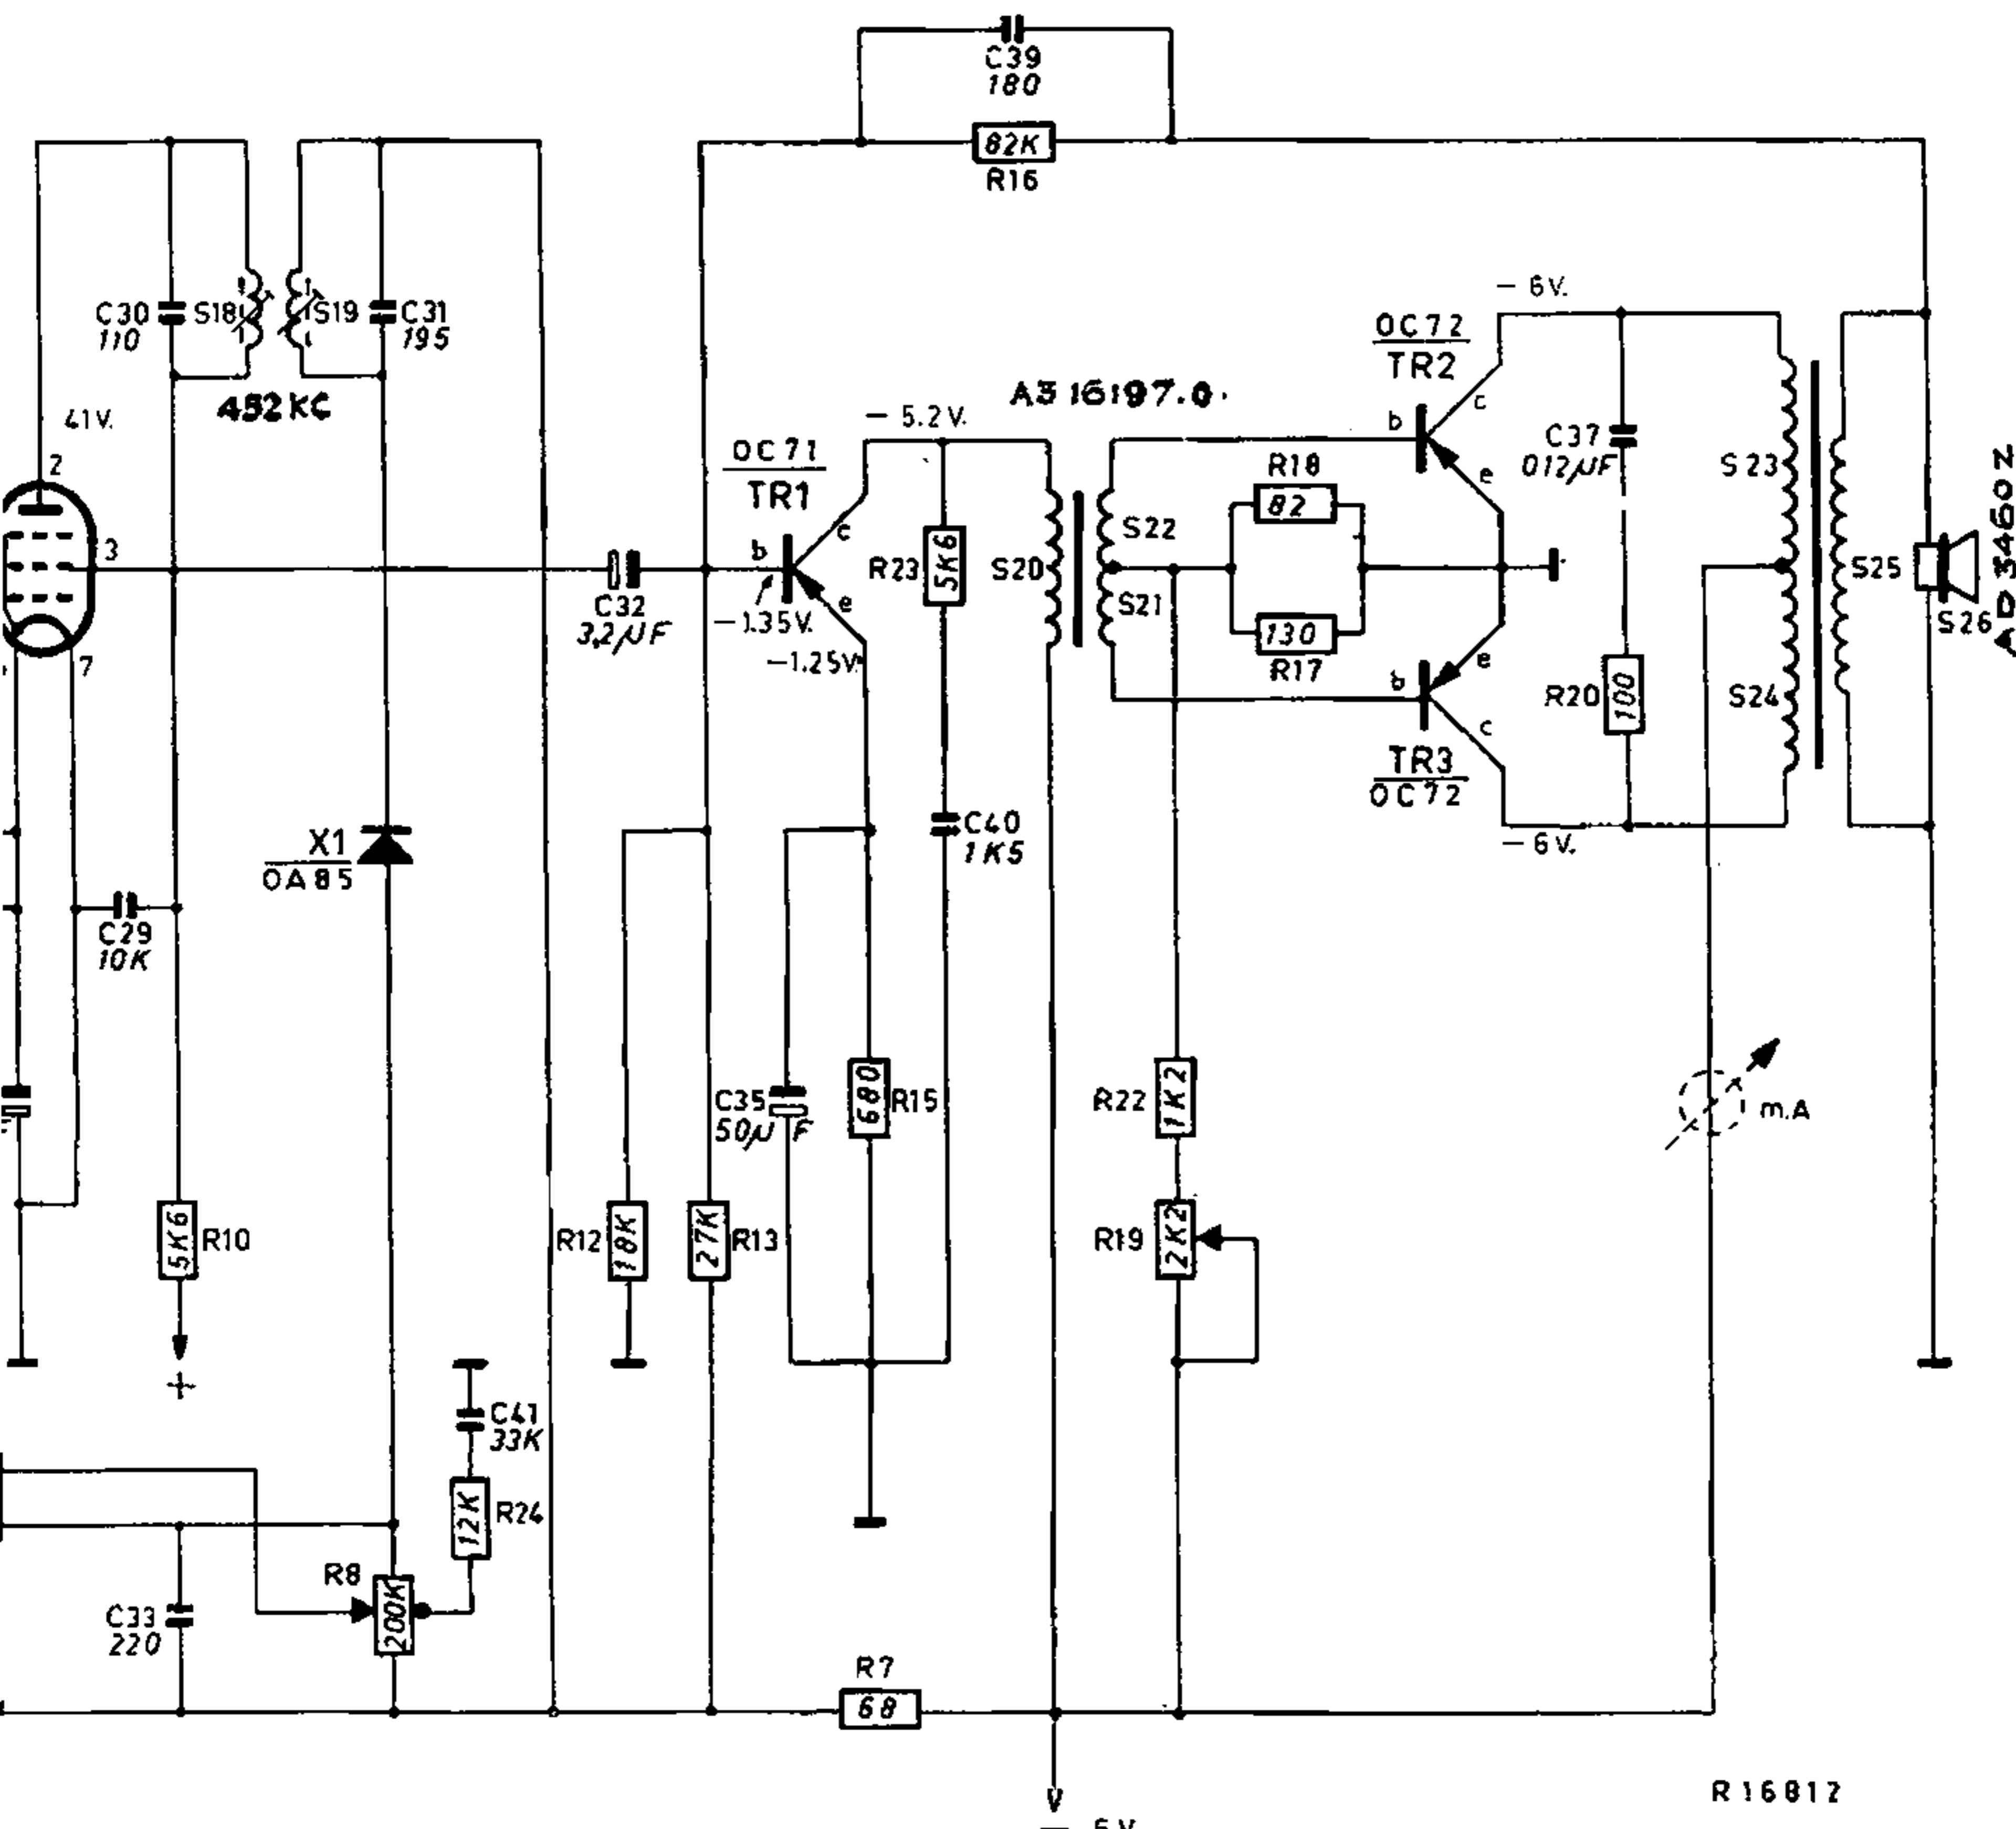 C39
180
82K
R16
C30
110
S18
S19
C31
195
452KC
41V.
2
3
7
- 6V.
OC72
TR2
A3 16197.0.
- 5.2V.
OC71
TR1
b
c
e
b
c
e
R18
82
S22
S21
S20
130
R17
R23
5K6
C32
3,2µF
-1.35V.
-1.25V.
C37
012µF
S23
S24
S25
S26
AD3460Z
R20
100
b
e
c
TR3
OC72
- 6V.
X1
OA85
C40
1K5
C29
10K
C35
50µF
680
R15
R22
1K2
mA
5K6
R10
R12
18K
27K
R13
R19
2K2
+
C41
33K
12K
R24
R8
200K
C33
220
R7
68
R16812